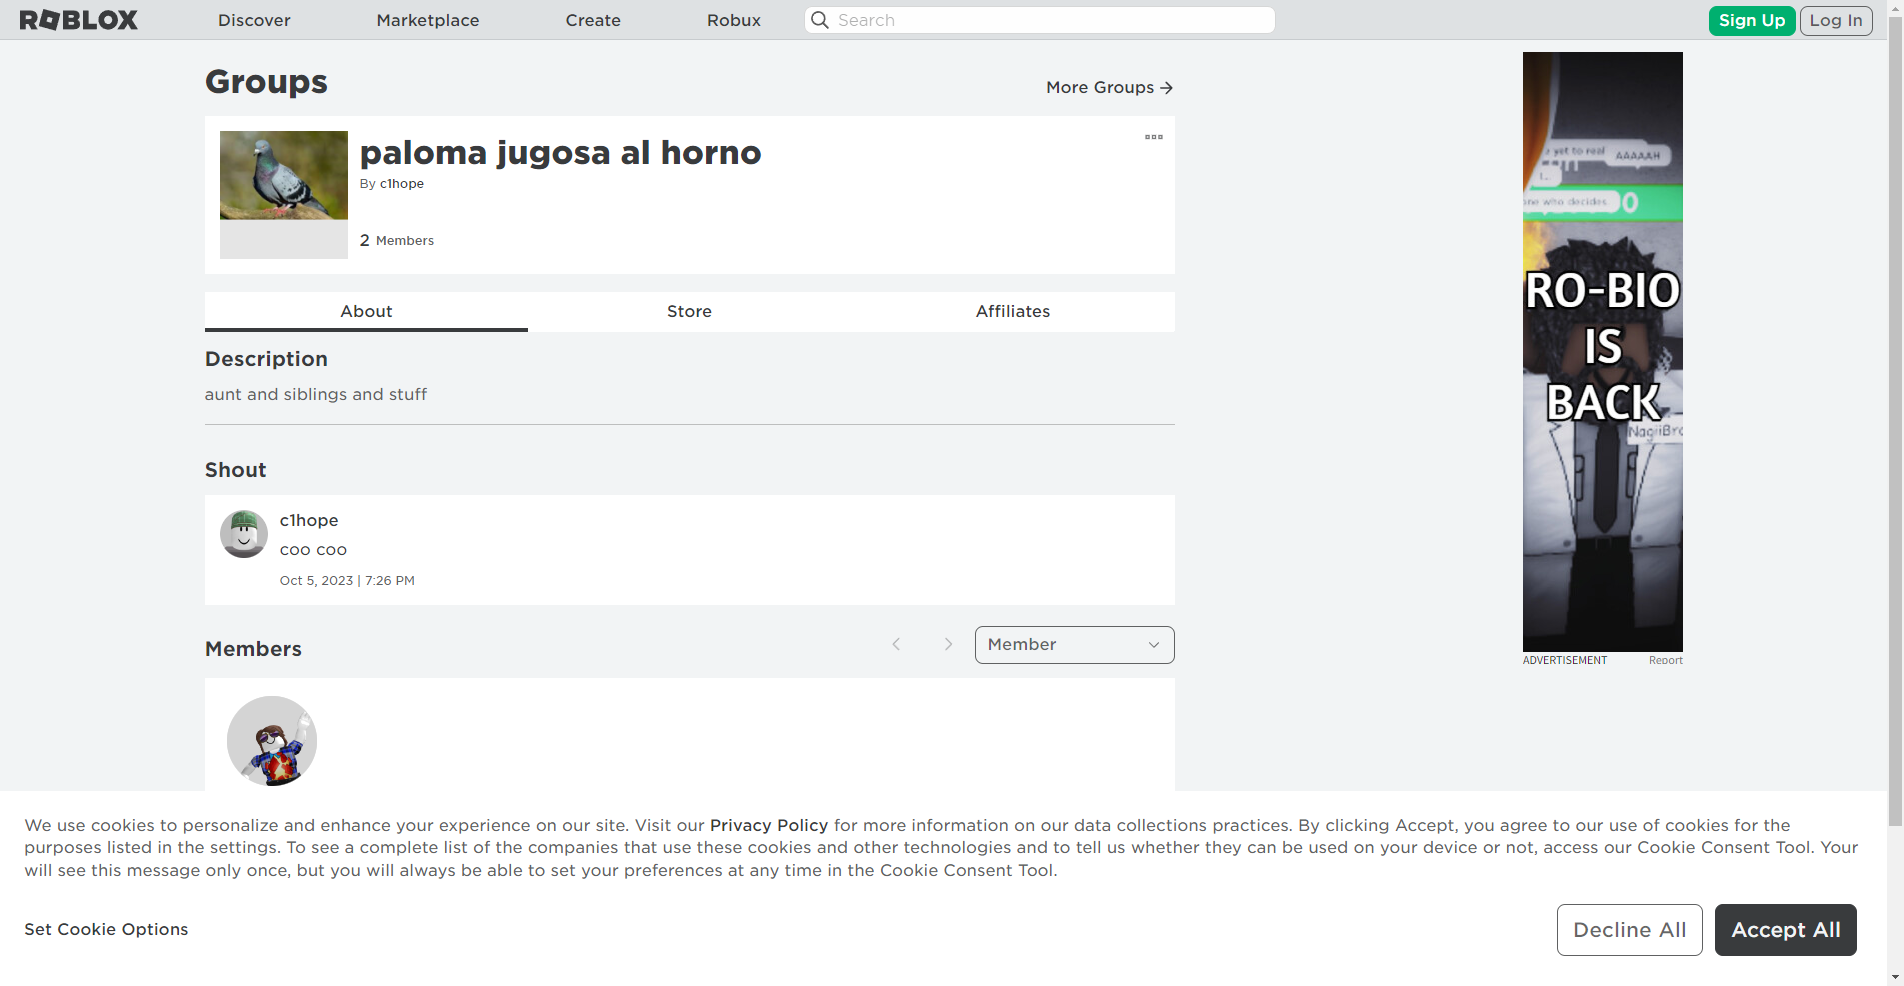 ROBLOX
Discover
Marketplace
Create
Robux
Search
Sign Up
Log In
Groups
More Groups
paloma jugosa al horno
By c1hope
2 Members
About
Store
Affiliates
Description
aunt and siblings and stuff
Shout
c1hope
coo coo
Oct 5, 2023 | 7:26 PM
Members
Member
yet to real
AAAAAH
one who decides..
RO-BIO
IS
BACK
NagiiBro
ADVERTISEMENT
Report
We use cookies to personalize and enhance your experience on our site. Visit our Privacy Policy for more information on our data collections practices. By clicking Accept, you agree to our use of cookies for the
purposes listed in the settings. To see a complete list of the companies that use these cookies and other technologies and to tell us whether they can be used on your device or not, access our Cookie Consent Tool. Your
will see this message only once, but you will always be able to set your preferences at any time in the Cookie Consent Tool.
Set Cookie Options
Decline All
Accept All